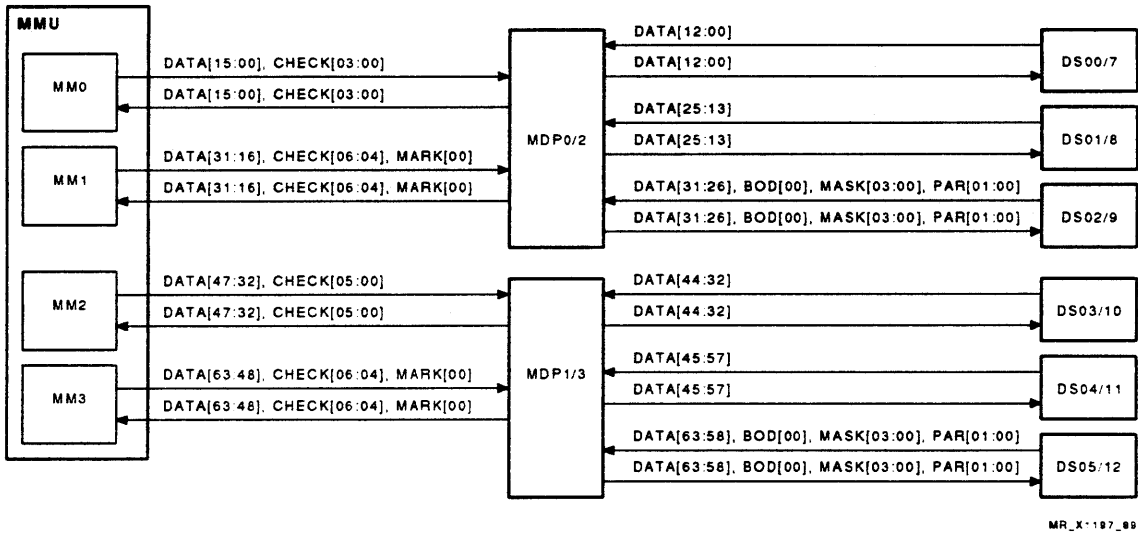 MMU
MM0
DATA[15:00], CHECK[03:00]
DATA[15:00], CHECK[03:00]
MM1
DATA[31:16], CHECK[06:04], MARK[00]
DATA[31:16], CHECK[06:04], MARK[00]
MM2
DATA[47:32], CHECK[05:00]
DATA[47:32], CHECK[05:00]
MM3
DATA[63:48], CHECK[06:04], MARK[00]
DATA[63:48], CHECK[06:04], MARK[00]
MDP0/2
DATA[12:00]
DATA[12:00]
DS00/7
DATA[25:13]
DATA[25:13]
DS01/8
DATA[31:26], BOD[00], MASK[03:00], PAR[01:00]
DATA[31:26], BOD[00], MASK[03:00], PAR[01:00]
DS02/9
MDP1/3
DATA[44:32]
DATA[44:32]
DS03/10
DATA[45:57]
DATA[45:57]
DS04/11
DATA[63:58], BOD[00], MASK[03:00], PAR[01:00]
DATA[63:58], BOD[00], MASK[03:00], PAR[01:00]
DS05/12
MR_X1197_89